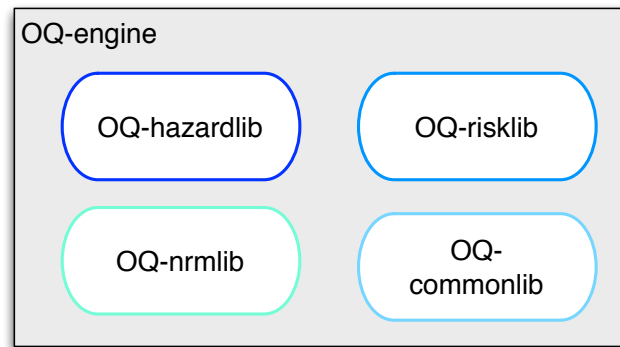 OQ-engine
OQ-hazardlib
OQ-risklib
OQ-nrmlib
OQ-
commonlib